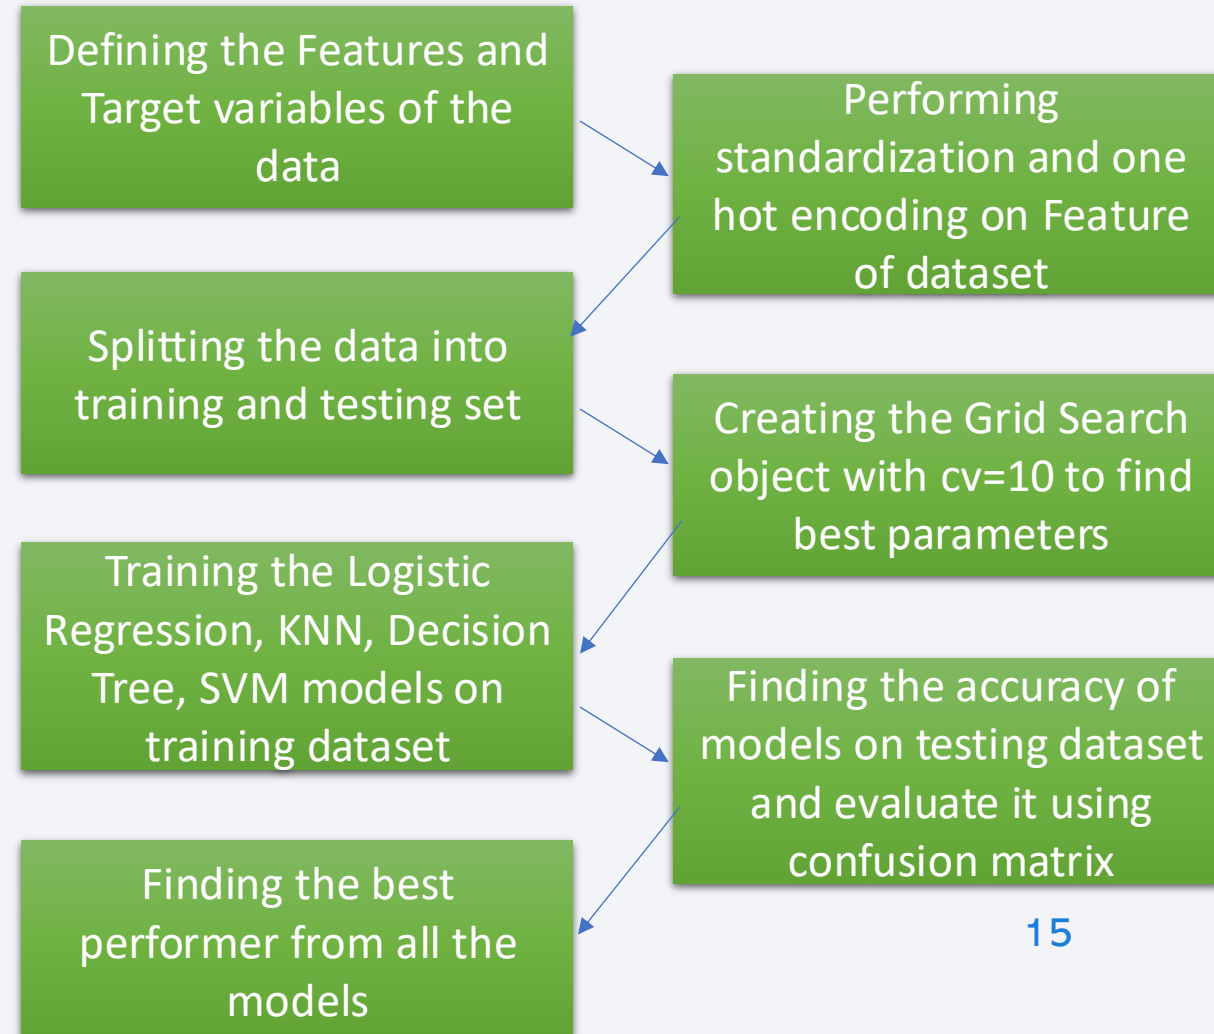 Defining the Features and
Target variables of the
data
Performing
standardization and one
hot encoding on Feature
of dataset
Splitting the data into
training and testing set
Creating the Grid Search
object with cv=10 to find
best parameters
Training the Logistic
Regression, KNN, Decision
Tree, SVM models on
training dataset
Finding the accuracy of
models on testing dataset
and evaluate it using
confusion matrix
Finding the best
performer from all the
models
15